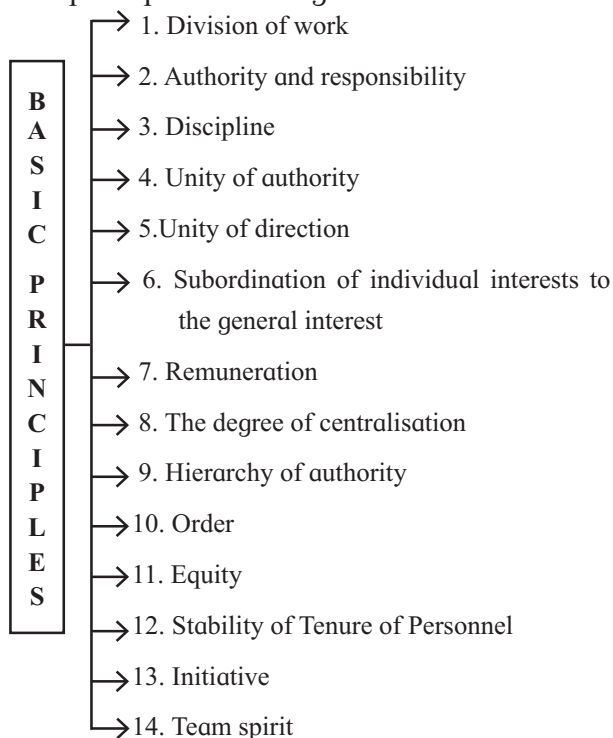 1. Division of work
2. Authority and responsibility
3. Discipline
4. Unity of authority
5.Unity of direction
6. Subordination of individual interests to
the general interest
7. Remuneration
8. The degree of centralisation
9. Hierarchy of authority
10. Order
11. Equity
12. Stability of Tenure of Personnel
13. Initiative
14. Team spirit
BASIC PRINCIPLES